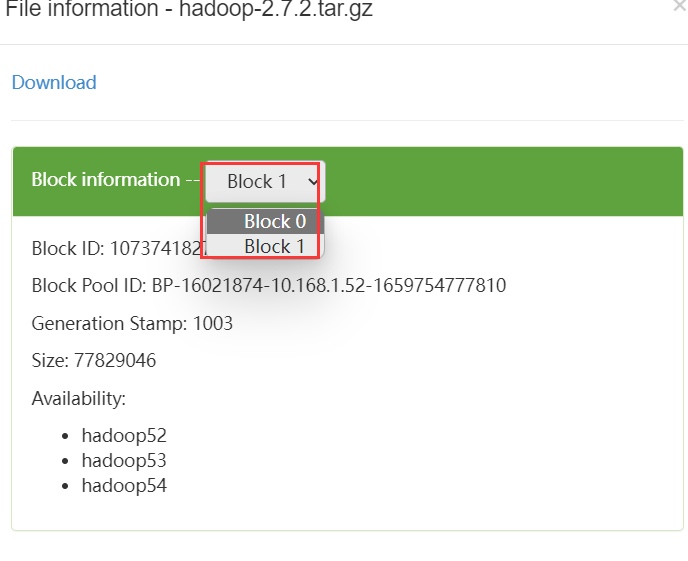 File information - hadoop-2.7.2.tar.gz
×
Download
Block information -- Block 1
Block 0
Block 1
Block ID: 107374182
Block Pool ID: BP-16021874-10.168.1.52-1659754777810
Generation Stamp: 1003
Size: 77829046
Availability:
hadoop52
hadoop53
hadoop54